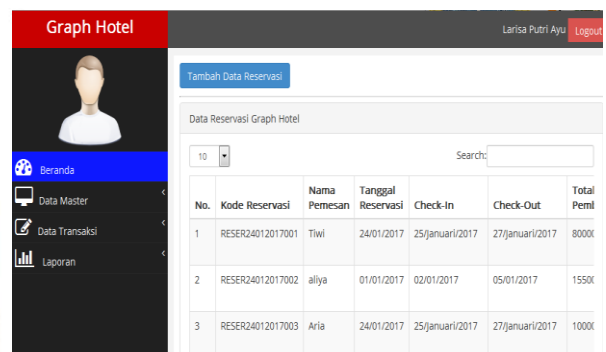 Graph Hotel
Larisa Putri Ayu Logout
Tambah Data Reservasi
Data Reservasi Graph Hotel
10 Search:
Beranda
Data Master
Data Transaksi
Laporan
No. Kode Reservasi Nama Pemesan Tanggal Reservasi Check-In Check-Out Total
1 RESER24012017001 Tiwi 24/01/2017 25/Januari/2017 27/Januari/2017
2 RESER24012017002 aliya 01/01/2017 02/01/2017 05/01/2017
3 RESER24012017003 Aria 24/01/2017 25/Januari/2017 27/Januari/2017